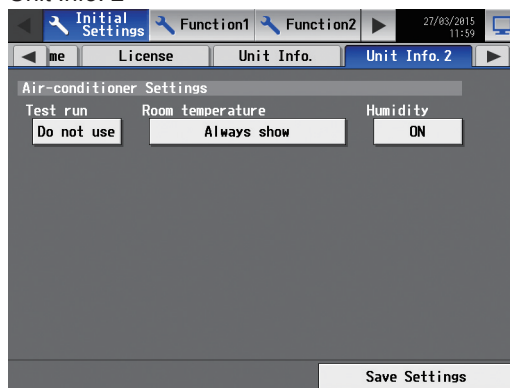 Unit Info. 2
Initial Settings Function1 Function2 27/03/2015 11:59
me License Unit Info. Unit Info. 2
Air-conditioner Settings
Test run Room temperature Humidity
Do not use Always show ON
Save Settings